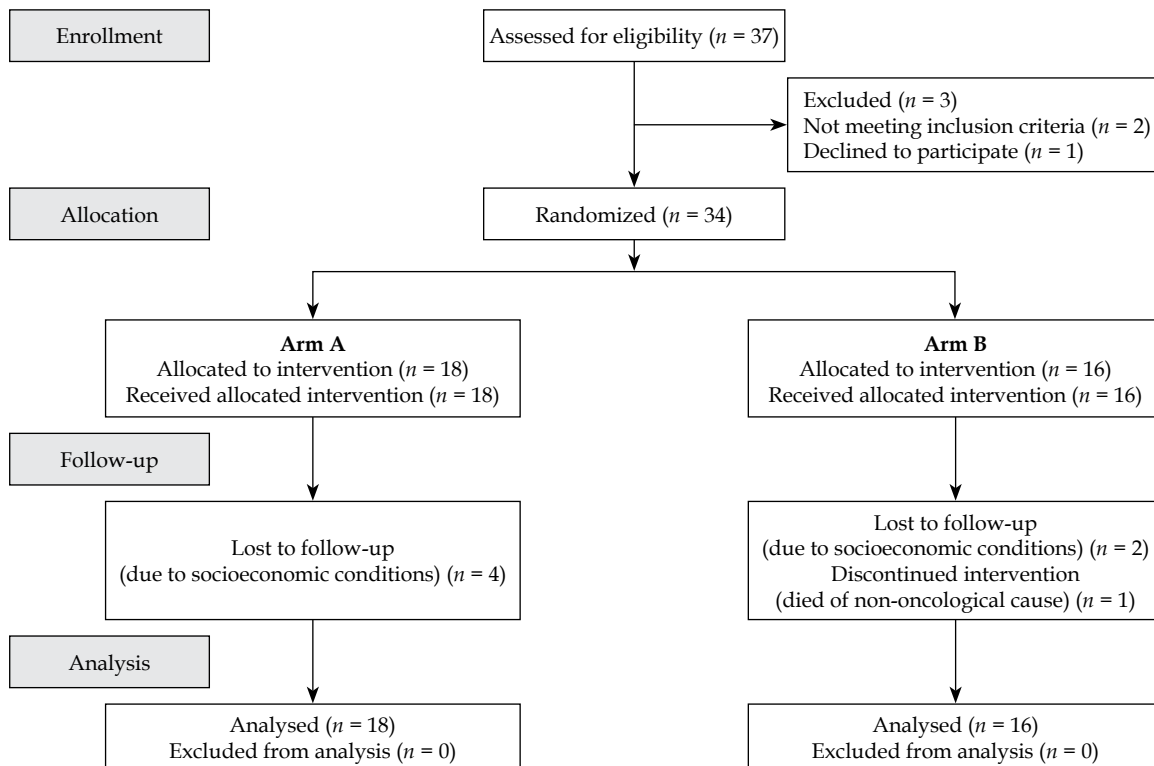 Enrollment
Assessed for eligibility (n = 37)
Excluded (n = 3)
Not meeting inclusion criteria (n = 2)
Declined to participate (n = 1)
Allocation
Randomized (n = 34)
Arm A
Allocated to intervention (n = 18)
Received allocated intervention (n = 18)
Arm B
Allocated to intervention (n = 16)
Received allocated intervention (n = 16)
Follow-up
Lost to follow-up
(due to socioeconomic conditions) (n = 4)
Lost to follow-up
(due to socioeconomic conditions) (n = 2)
Discontinued intervention
(died of non-oncological cause) (n = 1)
Analysis
Analysed (n = 18)
Excluded from analysis (n = 0)
Analysed (n = 16)
Excluded from analysis (n = 0)